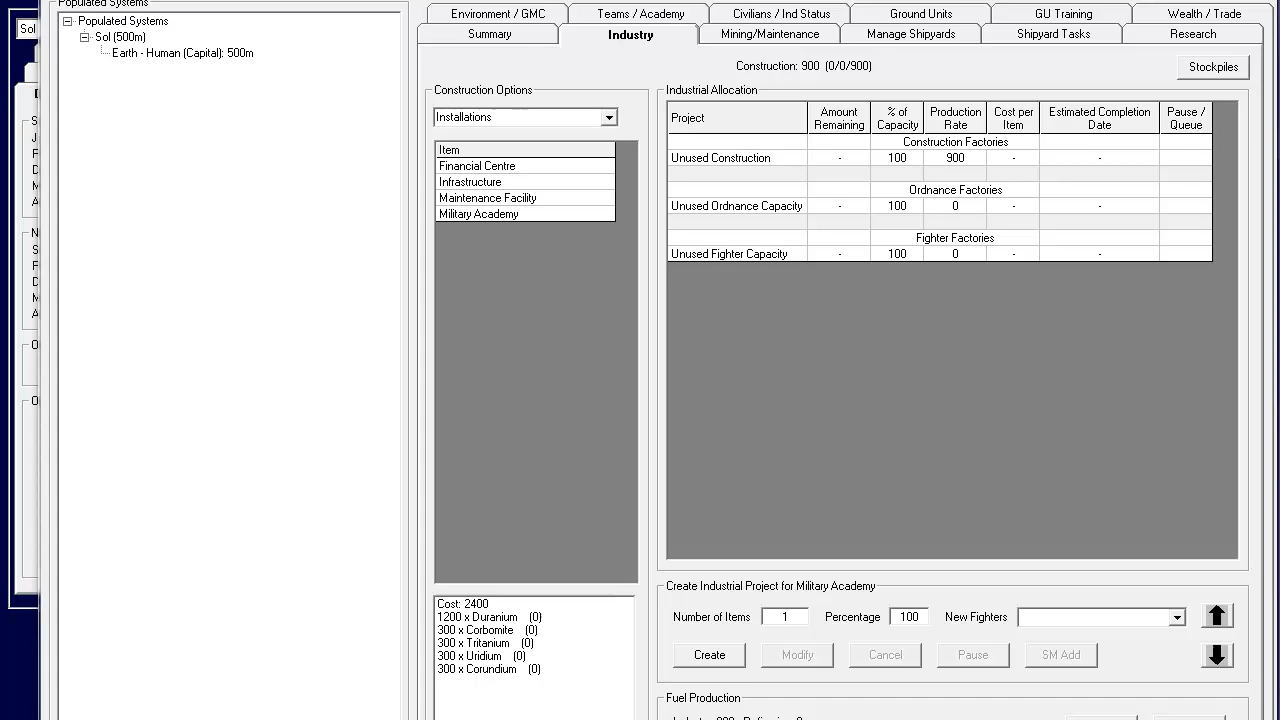 Populated Systems
Populated Systems
Sol (500m)
Earth - Human (Capital): 500m
Sol
Environment / GMC
Teams / Academy
Civilians / Ind Status
Ground Units
GU Training
Wealth / Trade
Summary
Industry
Mining/Maintenance
Manage Shipyards
Shipyard Tasks
Research
Construction: 900 (0/0/900)
Stockpiles
Construction Options
Installations
Item
Financial Centre
Infrastructure
Maintenance Facility
Military Academy
Cost: 2400
1200 x Duranium (0)
300 x Corbomite (0)
300 x Tritanium (0)
300 x Uridium (0)
300 x Corundium (0)
Industrial Allocation
Project Amount Remaining % of Capacity Production Rate Cost per Item Estimated Completion Date Pause / Queue
Construction Factories
Unused Construction - 100 900 - -
Ordnance Factories
Unused Ordnance Capacity - 100 0 - -
Fighter Factories
Unused Fighter Capacity - 100 0 - -
Create Industrial Project for Military Academy
Number of Items 1 Percentage 100 New Fighters
Create Modify Cancel Pause SM Add
Fuel Production